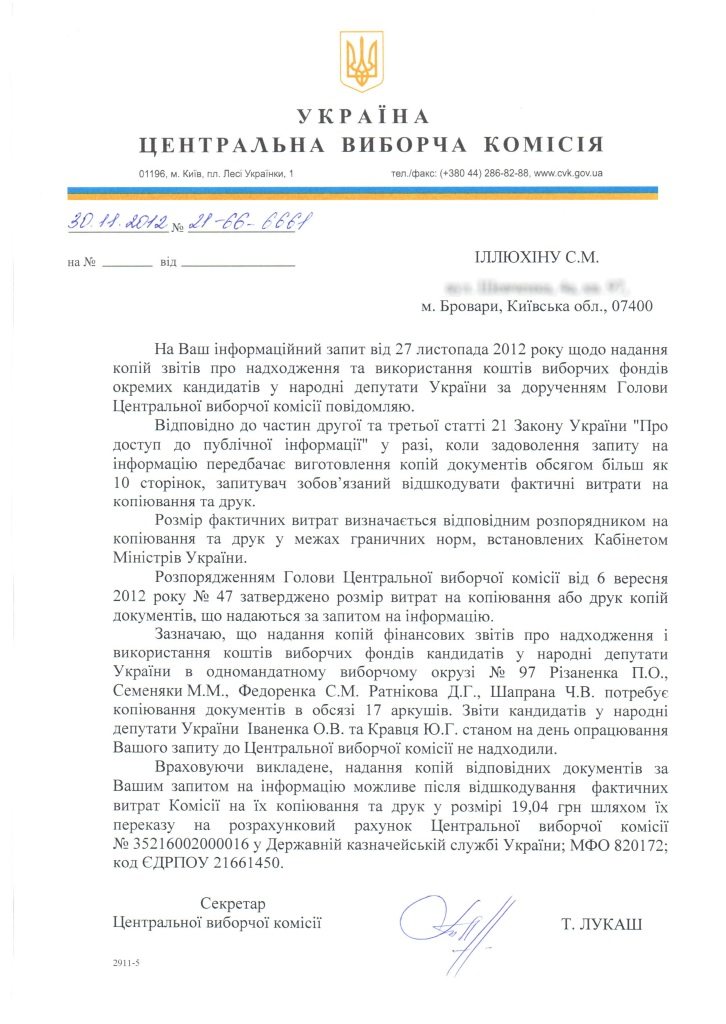 УКРАЇНА
ЦЕНТРАЛЬНА ВИБОРЧА КОМІСІЯ
01196, м. Київ, пл. Лесі Українки, 1 тел./факс: (+380 44) 286-82-88, www.cvk.gov.ua
30.11.2012 № 21-66-6661
на № ________ від ________________
ІЛЛЮХІНУ С.М.
м. Бровари, Київська обл., 07400
На Ваш інформаційний запит від 27 листопада 2012 року щодо надання
копій звітів про надходження та використання коштів виборчих фондів
окремих кандидатів у народні депутати України за дорученням Голови
Центральної виборчої комісії повідомляю.
Відповідно до частин другої та третьої статті 21 Закону України "Про
доступ до публічної інформації" у разі, коли задоволення запиту на
інформацію передбачає виготовлення копій документів обсягом більш як
10 сторінок, запитувач зобов’язаний відшкодувати фактичні витрати на
копіювання та друк.
Розмір фактичних витрат визначається відповідним розпорядником на
копіювання та друк у межах граничних норм, встановлених Кабінетом
Міністрів України.
Розпорядженням Голови Центральної виборчої комісії від 6 вересня
2012 року № 47 затверджено розмір витрат на копіювання або друк копій
документів, що надаються за запитом на інформацію.
Зазначаю, що надання копій фінансових звітів про надходження і
використання коштів виборчих фондів кандидатів у народні депутати
України в одномандатному виборчому окрузі № 97 Різаненка П.О.,
Семеняки М.М., Федоренка С.М. Ратнікова Д.Г., Шапрана Ч.В. потребує
копіювання документів в обсязі 17 аркушів. Звіти кандидатів у народні
депутати України Іваненка О.В. та Кравця Ю.Г. станом на день опрацювання
Вашого запиту до Центральної виборчої комісії не надходили.
Враховуючи викладене, надання копій відповідних документів за
Вашим запитом на інформацію можливе після відшкодування фактичних
витрат Комісії на їх копіювання та друк у розмірі 19,04 грн шляхом їх
переказу на розрахунковий рахунок Центральної виборчої комісії
№ 35216002000016 у Державній казначейській службі України; МФО 820172;
код ЄДРПОУ 21661450.
Секретар
Центральної виборчої комісії Т. ЛУКАШ
2911-5